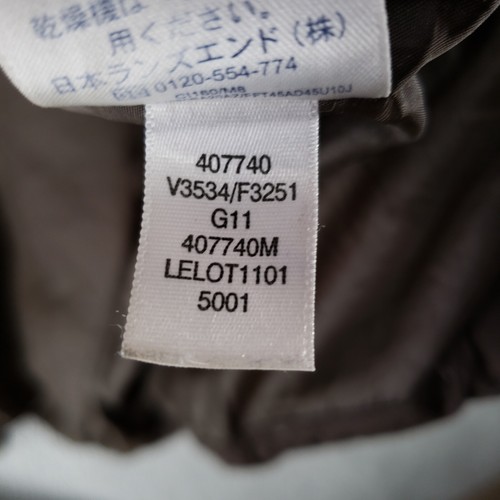 乾燥機は
用ください。
日本ランズエンド(株)
0120-554-774
407740
V3534/F3251
G11
407740M
LELOT1101
5001